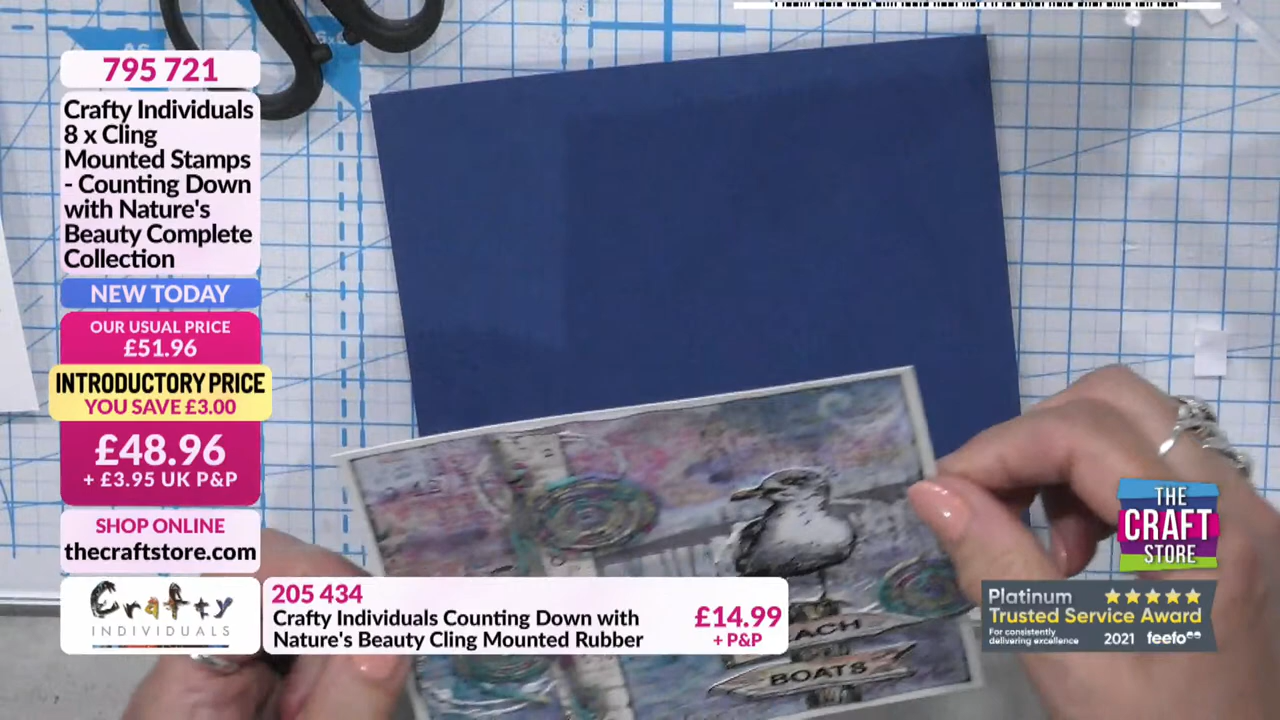 795 721
Crafty Individuals
8 x Cling
Mounted Stamps
- Counting Down
with Nature's
Beauty Complete
Collection
NEW TODAY
OUR USUAL PRICE
£51.96
INTRODUCTORY PRICE
YOU SAVE £3.00
£48.96
+ £3.95 UK P&P
SHOP ONLINE
thecraftstore.com
Crafty
INDIVIDUALS
205 434
Crafty Individuals Counting Down with
Nature's Beauty Cling Mounted Rubber
£14.99
+ P&P
BOATS
THE
CRAFT
STORE
Platinum
Trusted Service Award
For consistently
delivering excellence
2021 feefo